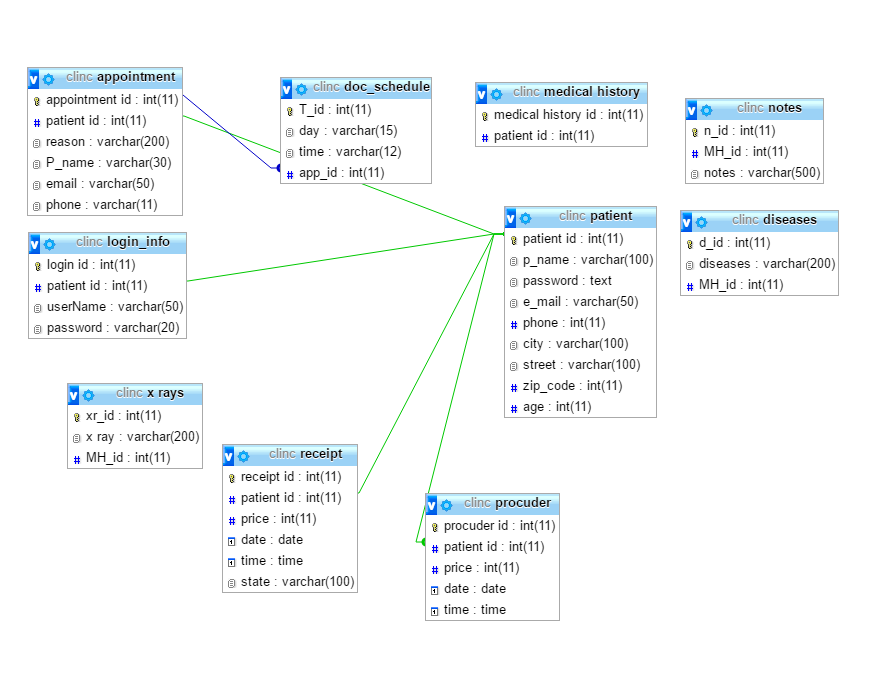 clinc appointment
appointment id : int(11)
patient id : int(11)
reason : varchar(200)
P_name : varchar(30)
email : varchar(50)
phone : varchar(11)
clinc doc_schedule
T_id : int(11)
day : varchar(15)
time : varchar(12)
app_id : int(11)
clinc medical history
medical history id : int(11)
patient id : int(11)
clinc notes
n_id : int(11)
MH_id : int(11)
notes : varchar(500)
clinc login_info
login id : int(11)
patient id : int(11)
userName : varchar(50)
password : varchar(20)
clinc patient
patient id : int(11)
p_name : varchar(100)
password : text
e_mail : varchar(50)
phone : int(11)
city : varchar(100)
street : varchar(100)
zip_code : int(11)
age : int(11)
clinc diseases
d_id : int(11)
diseases : varchar(200)
MH_id : int(11)
clinc x rays
xr_id : int(11)
x ray : varchar(200)
MH_id : int(11)
clinc receipt
receipt id : int(11)
patient id : int(11)
price : int(11)
date : date
time : time
state : varchar(100)
clinc procuder
procuder id : int(11)
patient id : int(11)
price : int(11)
date : date
time : time